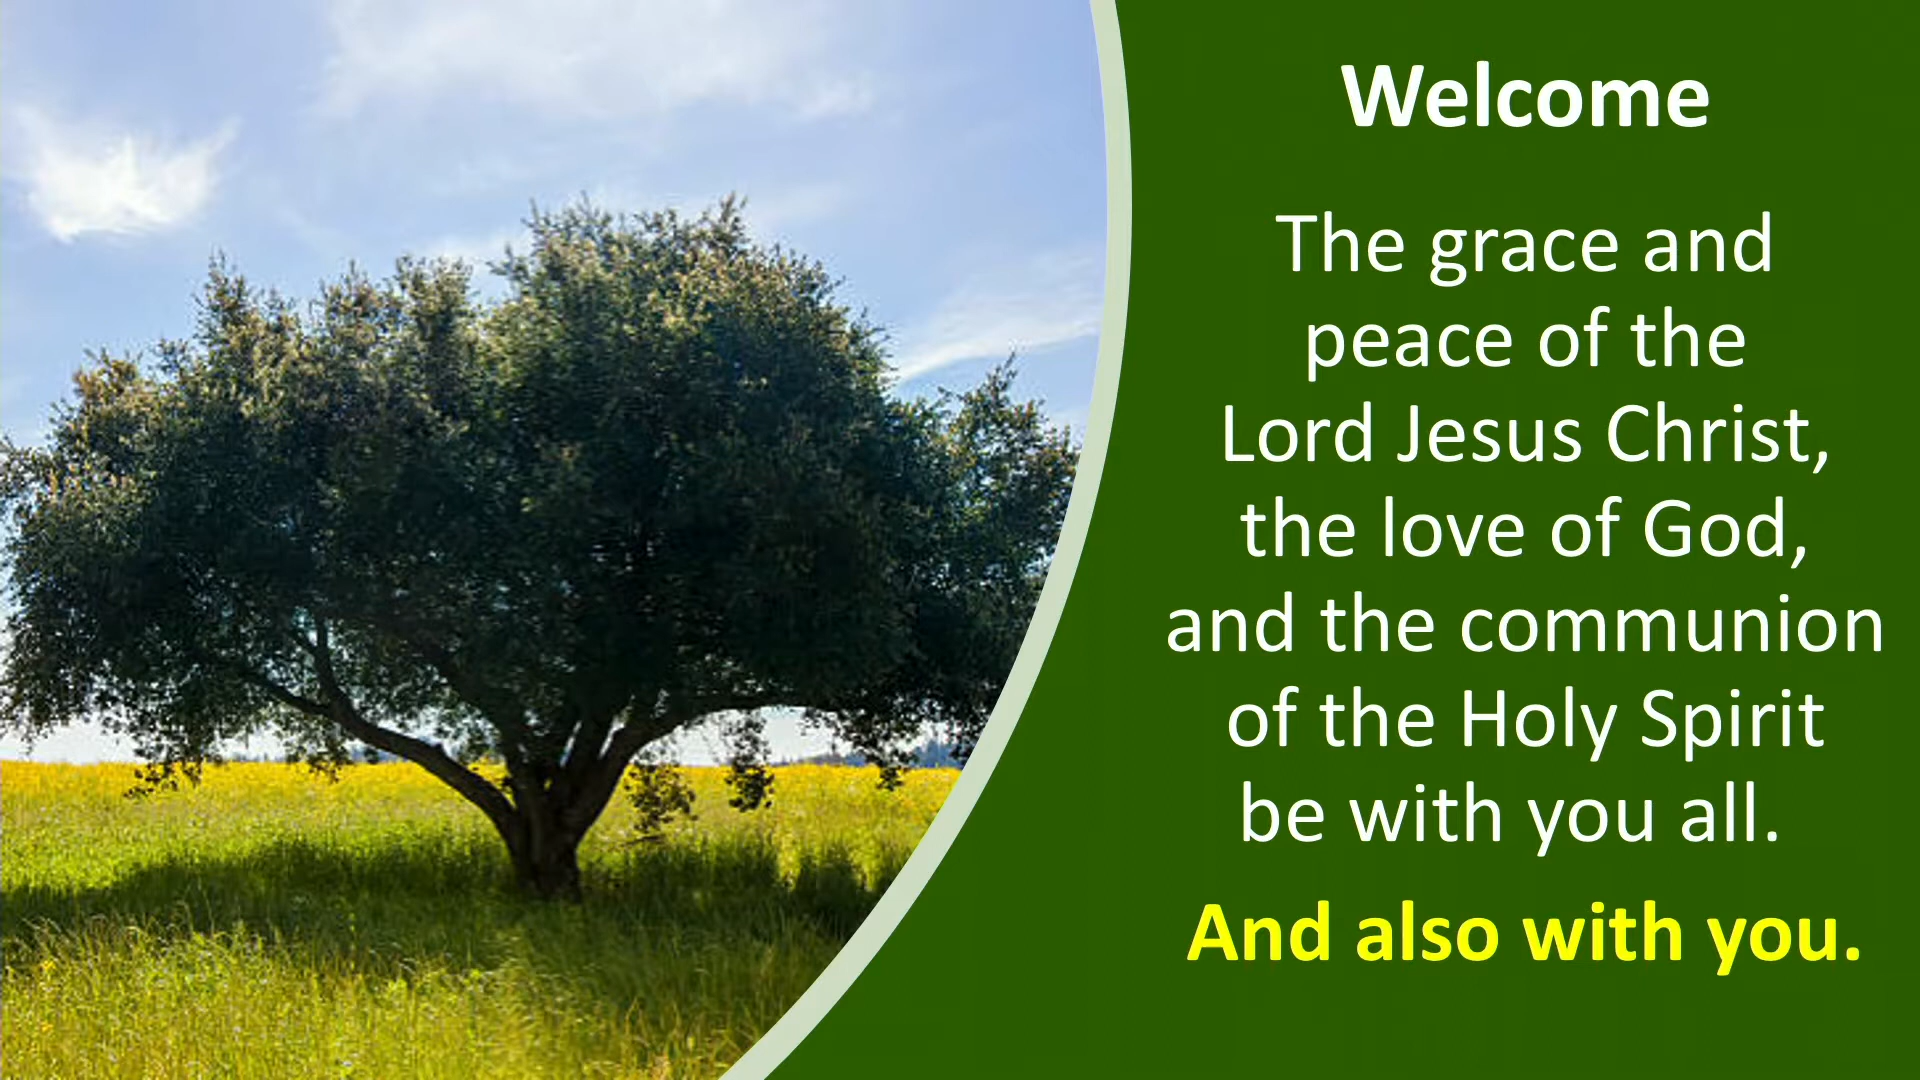 Welcome
The grace and
peace of the
Lord Jesus Christ,
the love of God,
and the communion
of the Holy Spirit
be with you all.
And also with you.